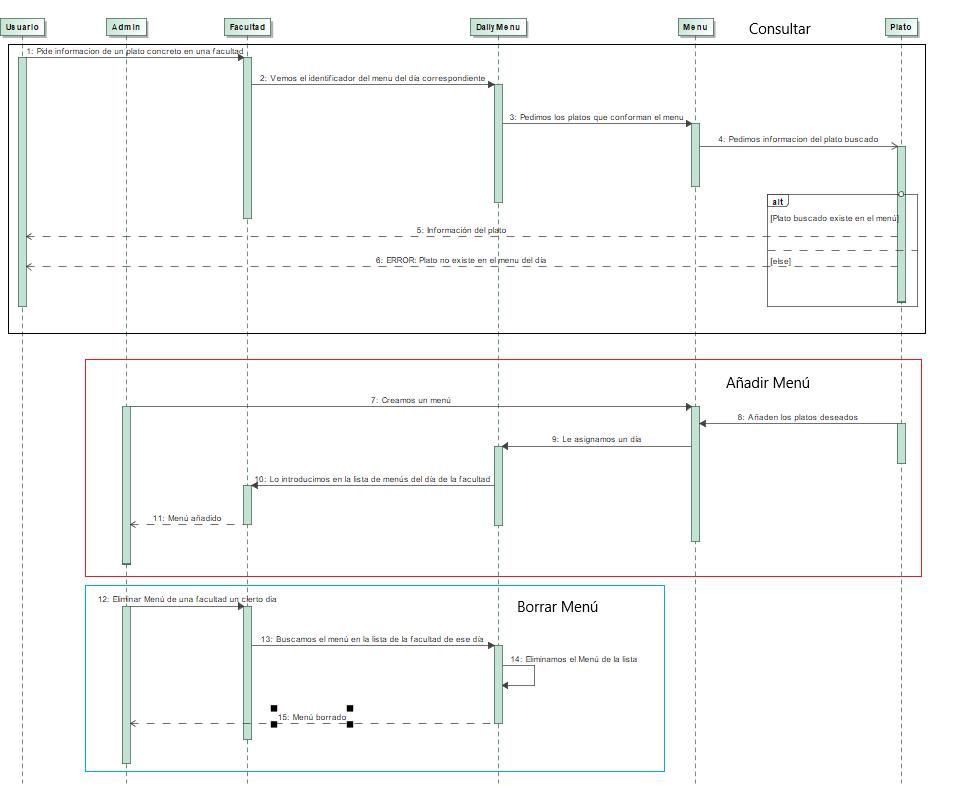 Usuario
Admin
Facultad
DailyMenu
Menu
Consultar
Plato
1: Pide informacion de un plato concreto en una facultad
2: Vemos el identificador del menu del día correspondiente
3: Pedimos los platos que conforman el menu
4: Pedimos informacion del plato buscado
alt
[Plato buscado existe en el menú]
5: Información del plato
6: ERROR: Plato no existe en el menu del día
[else]
Añadir Menú
7: Creamos un menú
8: Añaden los platos deseados
9: Le asignamos un día
10: Lo introducimos en la lista de menús del día de la facultad
11: Menú añadido
12: Eliminar Menú de una facultad un cierto día
Borrar Menú
13: Buscamos el menú en la lista de la facultad de ese día
14: Eliminamos el Menú de la lista
15: Menú borrado